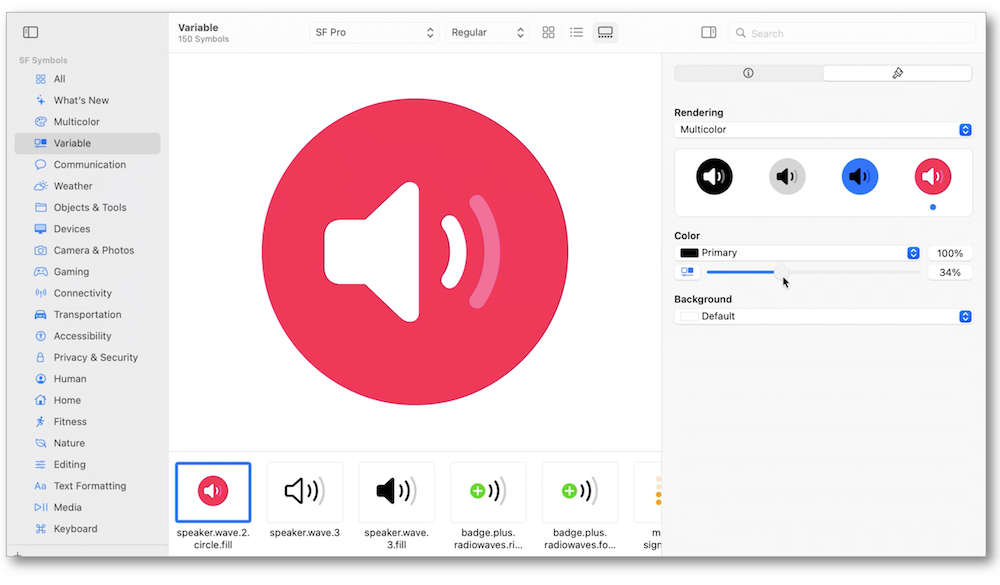 Variable
150 Symbols
SF Pro
Regular
Search
SF Symbols
All
What's New
Multicolor
Variable
Communication
Weather
Objects & Tools
Devices
Camera & Photos
Gaming
Connectivity
Transportation
Accessibility
Privacy & Security
Human
Home
Fitness
Nature
Editing
Aa Text Formatting
Media
Keyboard
speaker.wave.2.
circle.fill
speaker.wave.3
speaker.wave.
3.fill
badge.plus.
radiowaves.ri...
badge.plus.
radiowaves.fo...
m
sign
Rendering
Multicolor
Color
Primary
100%
34%
Background
Default